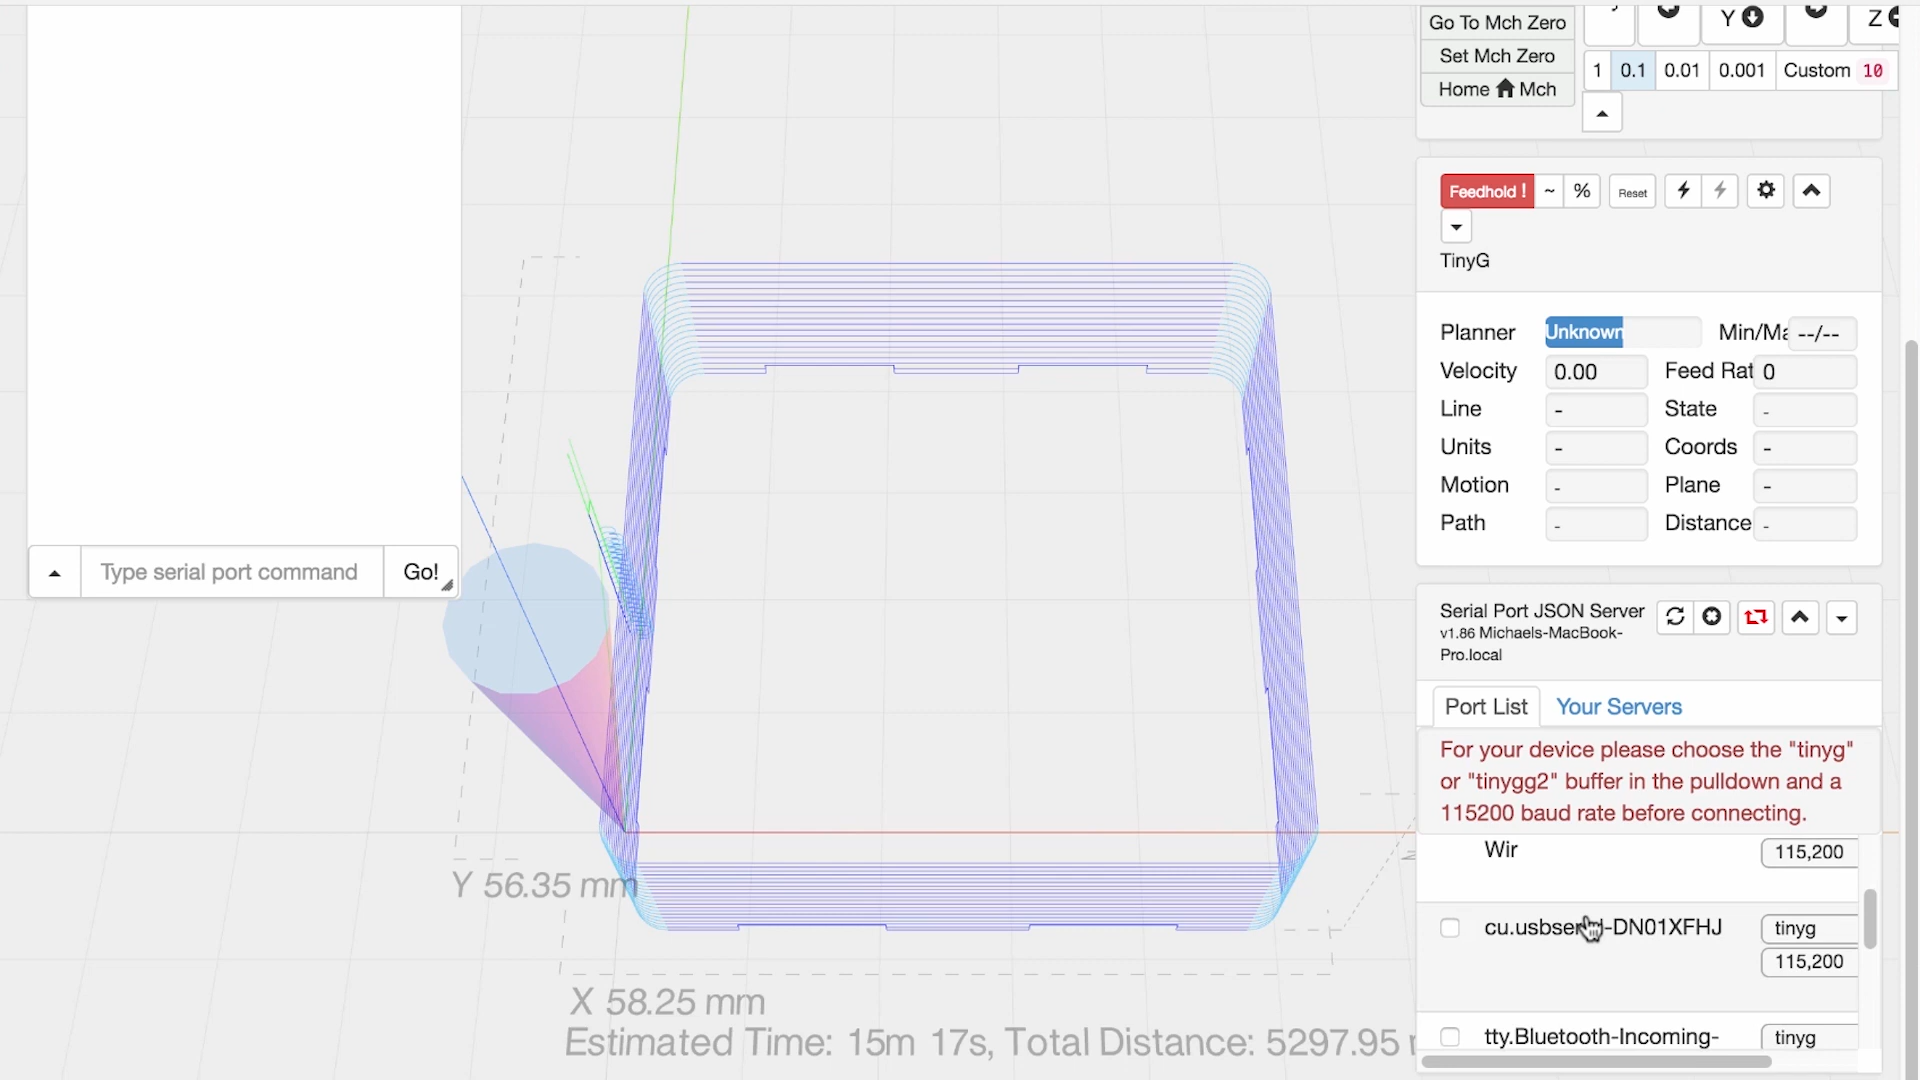 Go To Mch Zero
Set Mch Zero
Home Mch
Y
Z
1 0.1 0.01 0.001 Custom 10
Feedhold ! ~ % Reset
TinyG
Planner Unknown Min/Ma --/--
Velocity 0.00 Feed Rat 0
Line - State -
Units - Coords -
Motion - Plane -
Path - Distance -
Type serial port command Go!
Serial Port JSON Server
v1.86 Michaels-MacBook-
Pro.local
Port List Your Servers
For your device please choose the "tinyg"
or "tinygg2" buffer in the pulldown and a
115200 baud rate before connecting.
Wir 115,200
-DN01XFHJ tinyg
115,200
tty.Bluetooth-Incoming- tinyg
Y 56.35 mm
X 58.25 mm
Estimated Time: 15m 17s, Total Distance: 5297.95